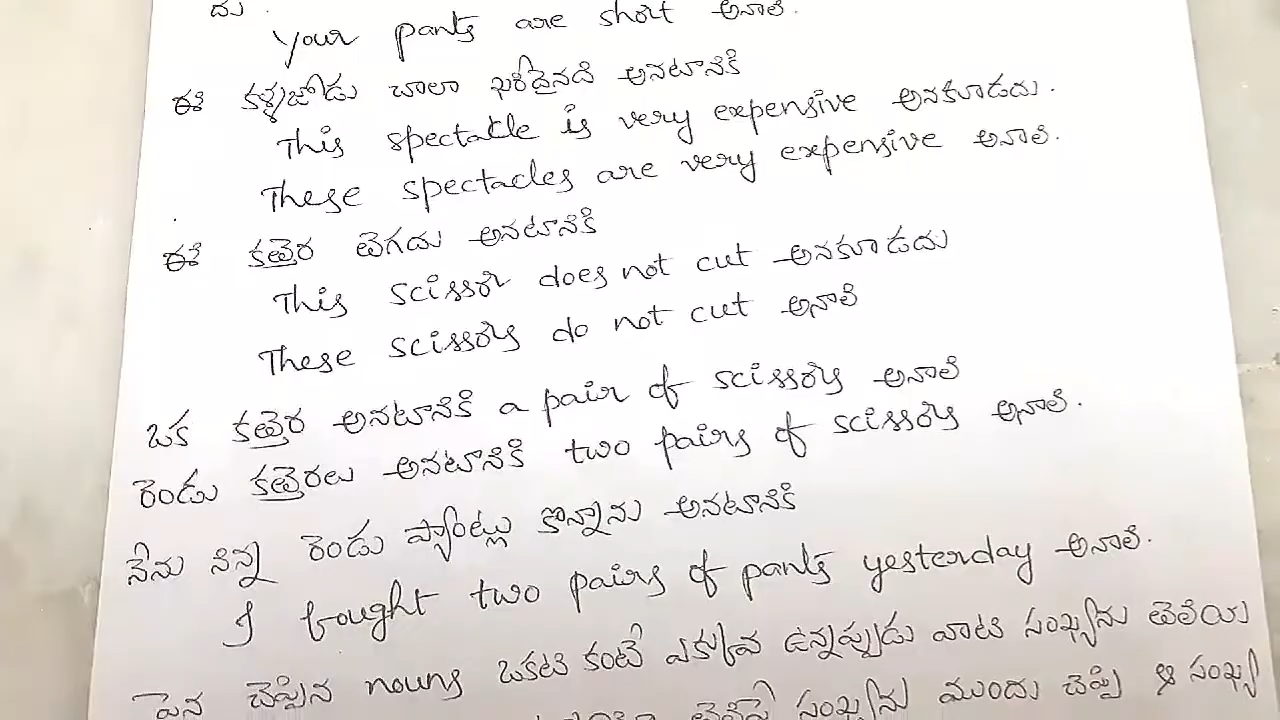 దు.
your pants are short అనాలి.
ఈ కళ్ళజోడు చాలా ఖరీదైనది అనటానికి
This spectacle is very expensive అనకూడదు.
These spectacles are very expensive అనాలి.
ఈ కత్తెర తెగదు అనటానికి
This scissor does not cut అనకూడదు
These scissors do not cut అనాలి
ఒక కత్తెర అనటానికి a pair of scissors అనాలి
రెండు కత్తెరలు అనటానికి two pairs of scissors అనాలి.
నేను నిన్న రెండు ప్యాంట్లు కొన్నాను అనటానికి
I bought two pairs of pants yesterday అనాలి.
పైన చెప్పిన nouns ఒకటి కంటే ఎక్కువ ఉన్నప్పుడు వాటి సంఖ్యను తెలియ
సంఖ్యను ముందు చెప్పి ఆ సంఖ్య